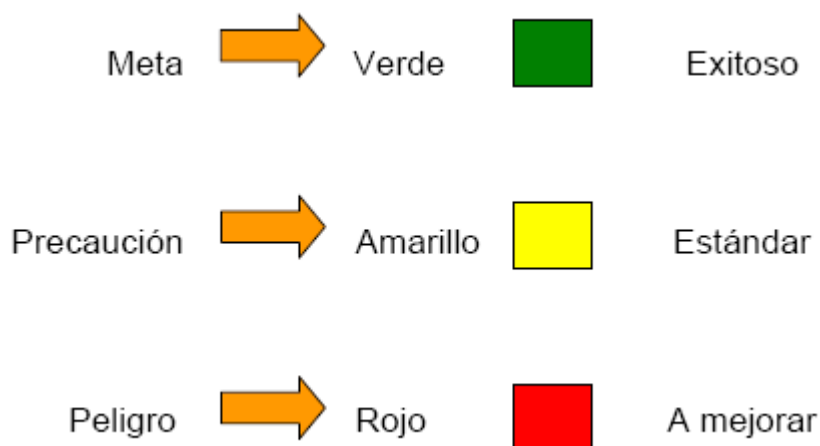 Meta Verde Exitoso
Precaución Amarillo Estándar
Peligro Rojo A mejorar